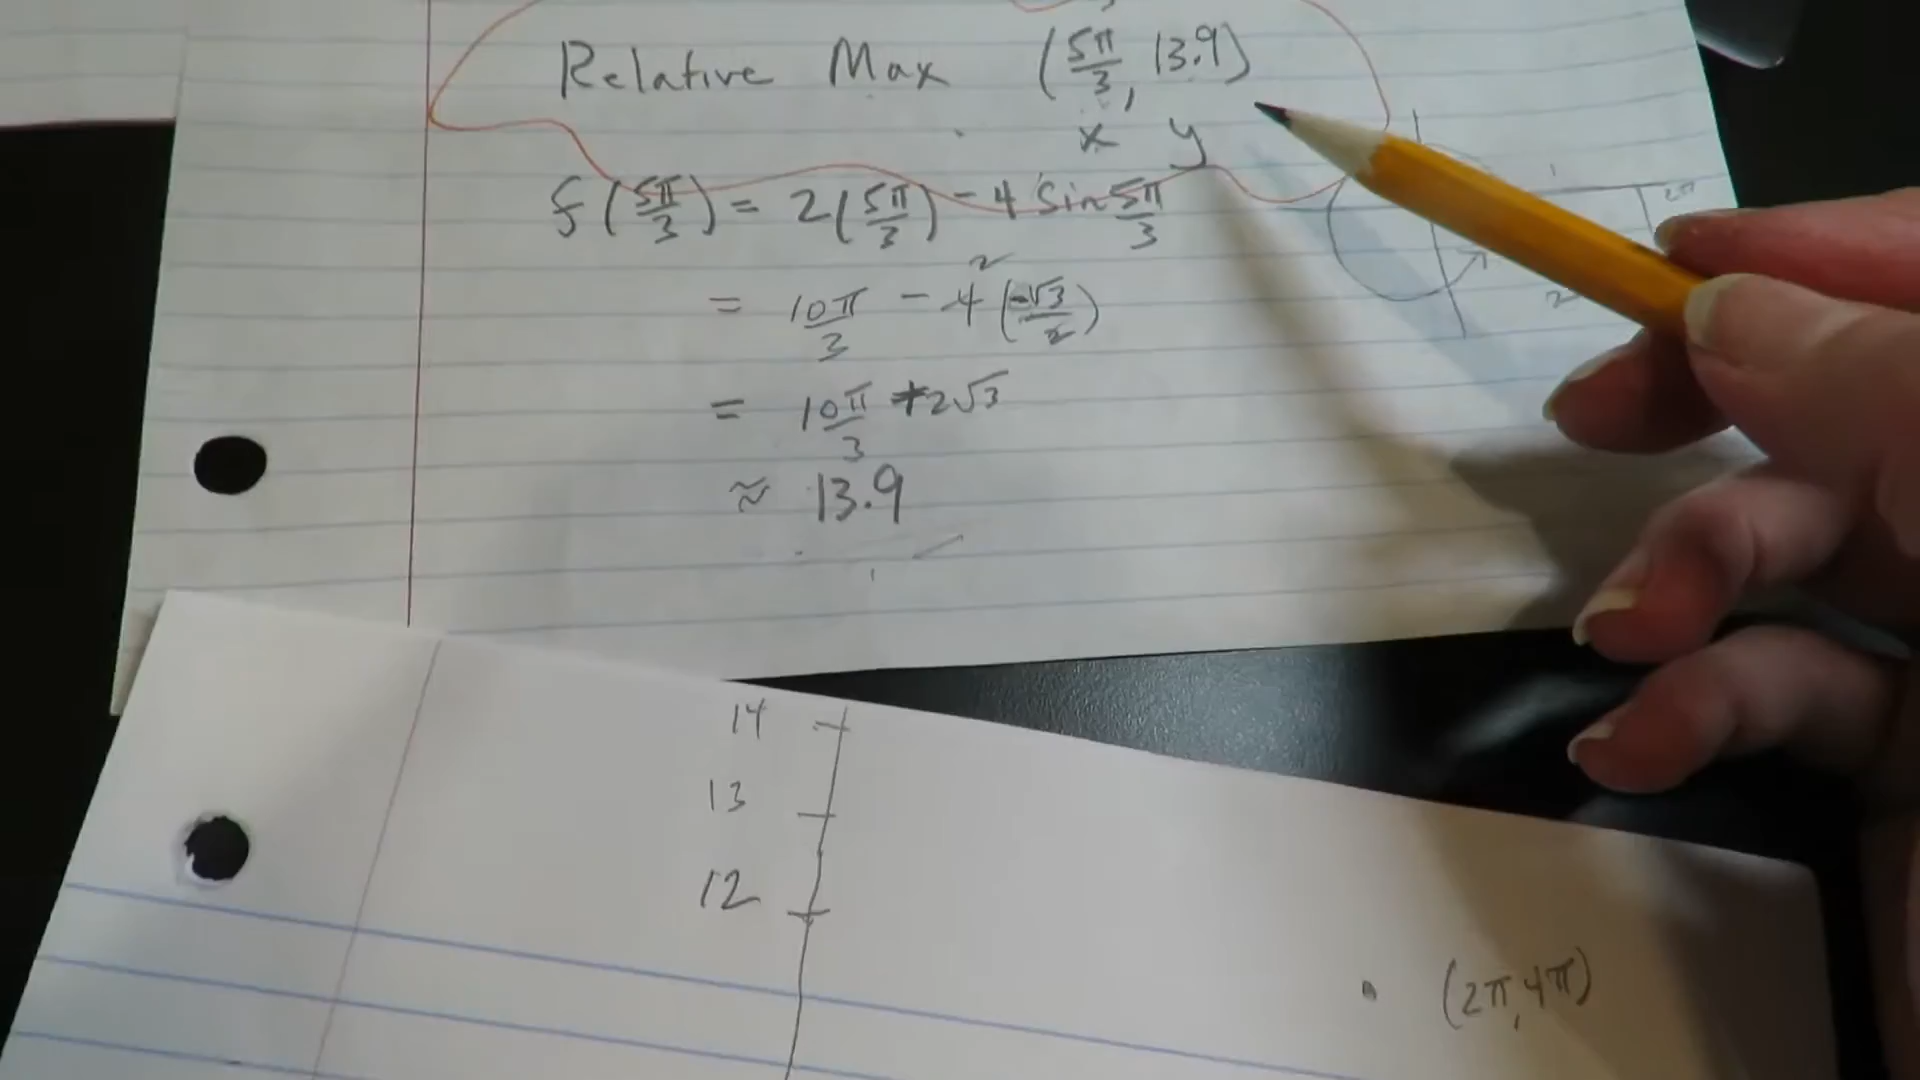 Relative Max (5π/3, 13.9)
x y
f(5π/3) = 2(5π/3) - 4 Sin 5π/3
2
= 10π/3 - 4(-√3/2)
= 10π/3 + 2√3
≈ 13.9
14
13
12
(2π, 4π)